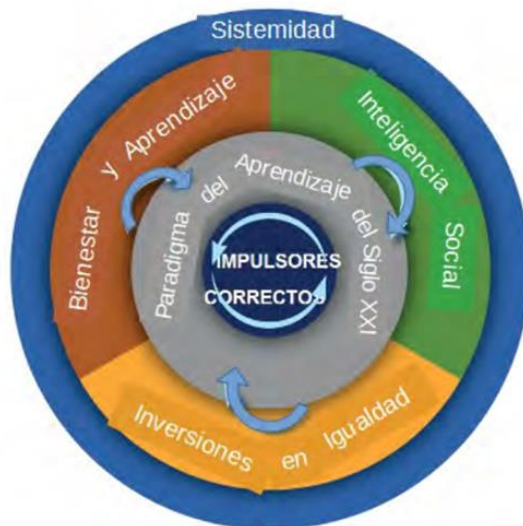 Sistemidad
Bienestar y Aprendizaje
Inteligencia Social
Inversiones en Igualdad
Paradigma del Aprendizaje del Siglo XXI
IMPULSORES
CORRECTOS